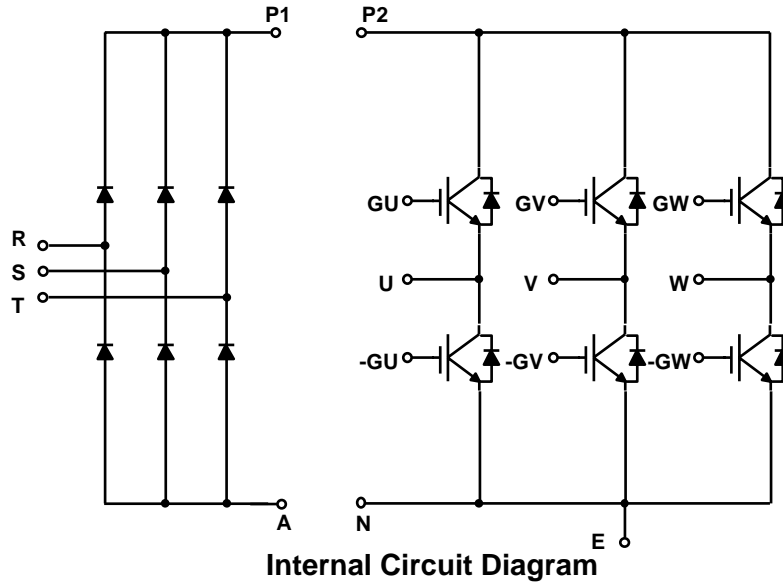 P1 P2
GU GV GW
R
S
T
U V W
-GU -GV -GW
A N
E
Internal Circuit Diagram